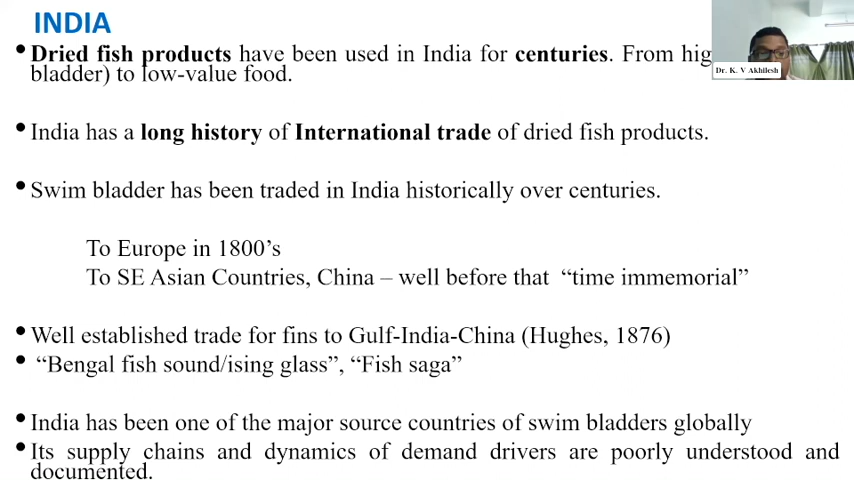 INDIA
• Dried fish products have been used in India for centuries. From hig
bladder) to low-value food.
• India has a long history of International trade of dried fish products.
• Swim bladder has been traded in India historically over centuries.
To Europe in 1800’s
To SE Asian Countries, China – well before that “time immemorial”
• Well established trade for fins to Gulf-India-China (Hughes, 1876)
• “Bengal fish sound/ising glass”, “Fish saga”
• India has been one of the major source countries of swim bladders globally
• Its supply chains and dynamics of demand drivers are poorly understood and
documented.
Dr. K. V Akhilesh